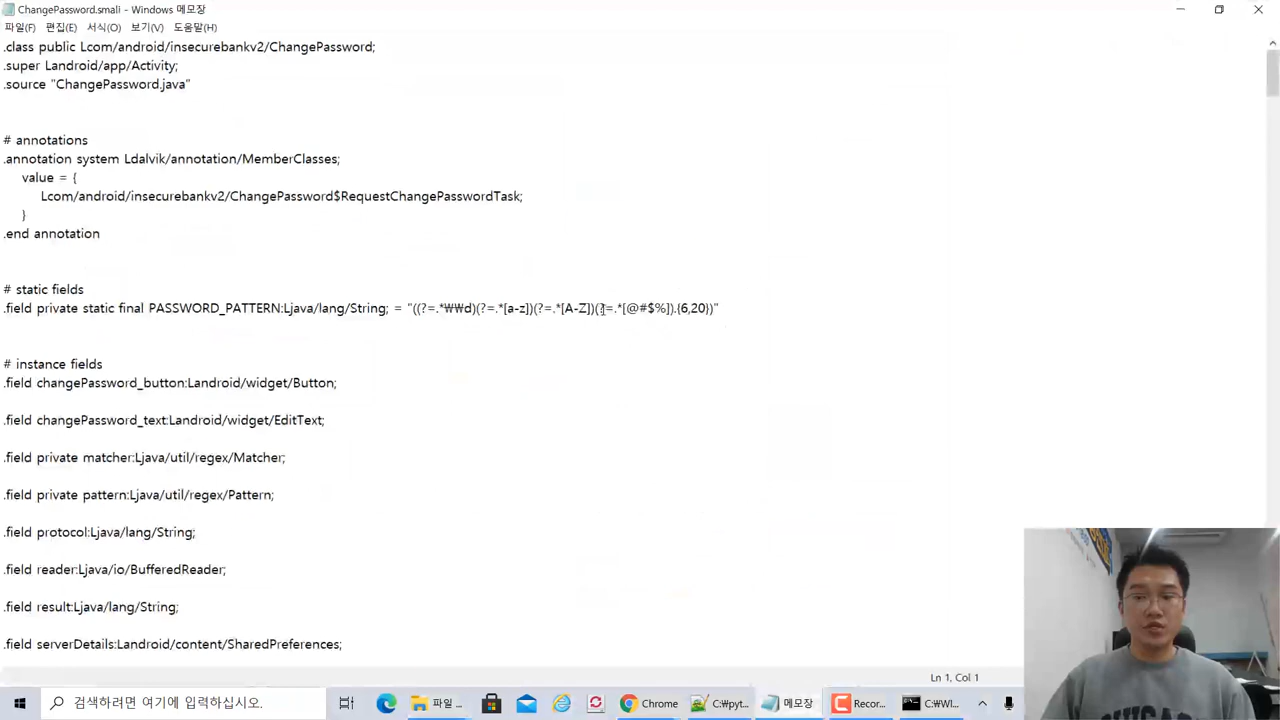 ChangePassword.smali - Windows 메모장
파일(F) 편집(E) 서식(O) 보기(V) 도움말(H)
.class public Lcom/android/insecurebankv2/ChangePassword;
.super Landroid/app/Activity;
.source "ChangePassword.java"
# annotations
.annotation system Ldalvik/annotation/MemberClasses;
value = {
Lcom/android/insecurebankv2/ChangePassword$RequestChangePasswordTask;
}
.end annotation
# static fields
.field private static final PASSWORD_PATTERN:Ljava/lang/String; = "((?=.*₩₩d)(?=.*[a-z])(?=.*[A-Z])(?=.*[@#$%]).{6,20})"
# instance fields
.field changePassword_button:Landroid/widget/Button;
.field changePassword_text:Landroid/widget/EditText;
.field private matcher:Ljava/util/regex/Matcher;
.field private pattern:Ljava/util/regex/Pattern;
.field protocol:Ljava/lang/String;
.field reader:Ljava/io/BufferedReader;
.field result:Ljava/lang/String;
.field serverDetails:Landroid/content/SharedPreferences;
Ln 1, Col 1
검색하려면 여기에 입력하십시오.
파일 ...
Chrome
C:₩pyt...
메모장
Recor...
C:₩WI...